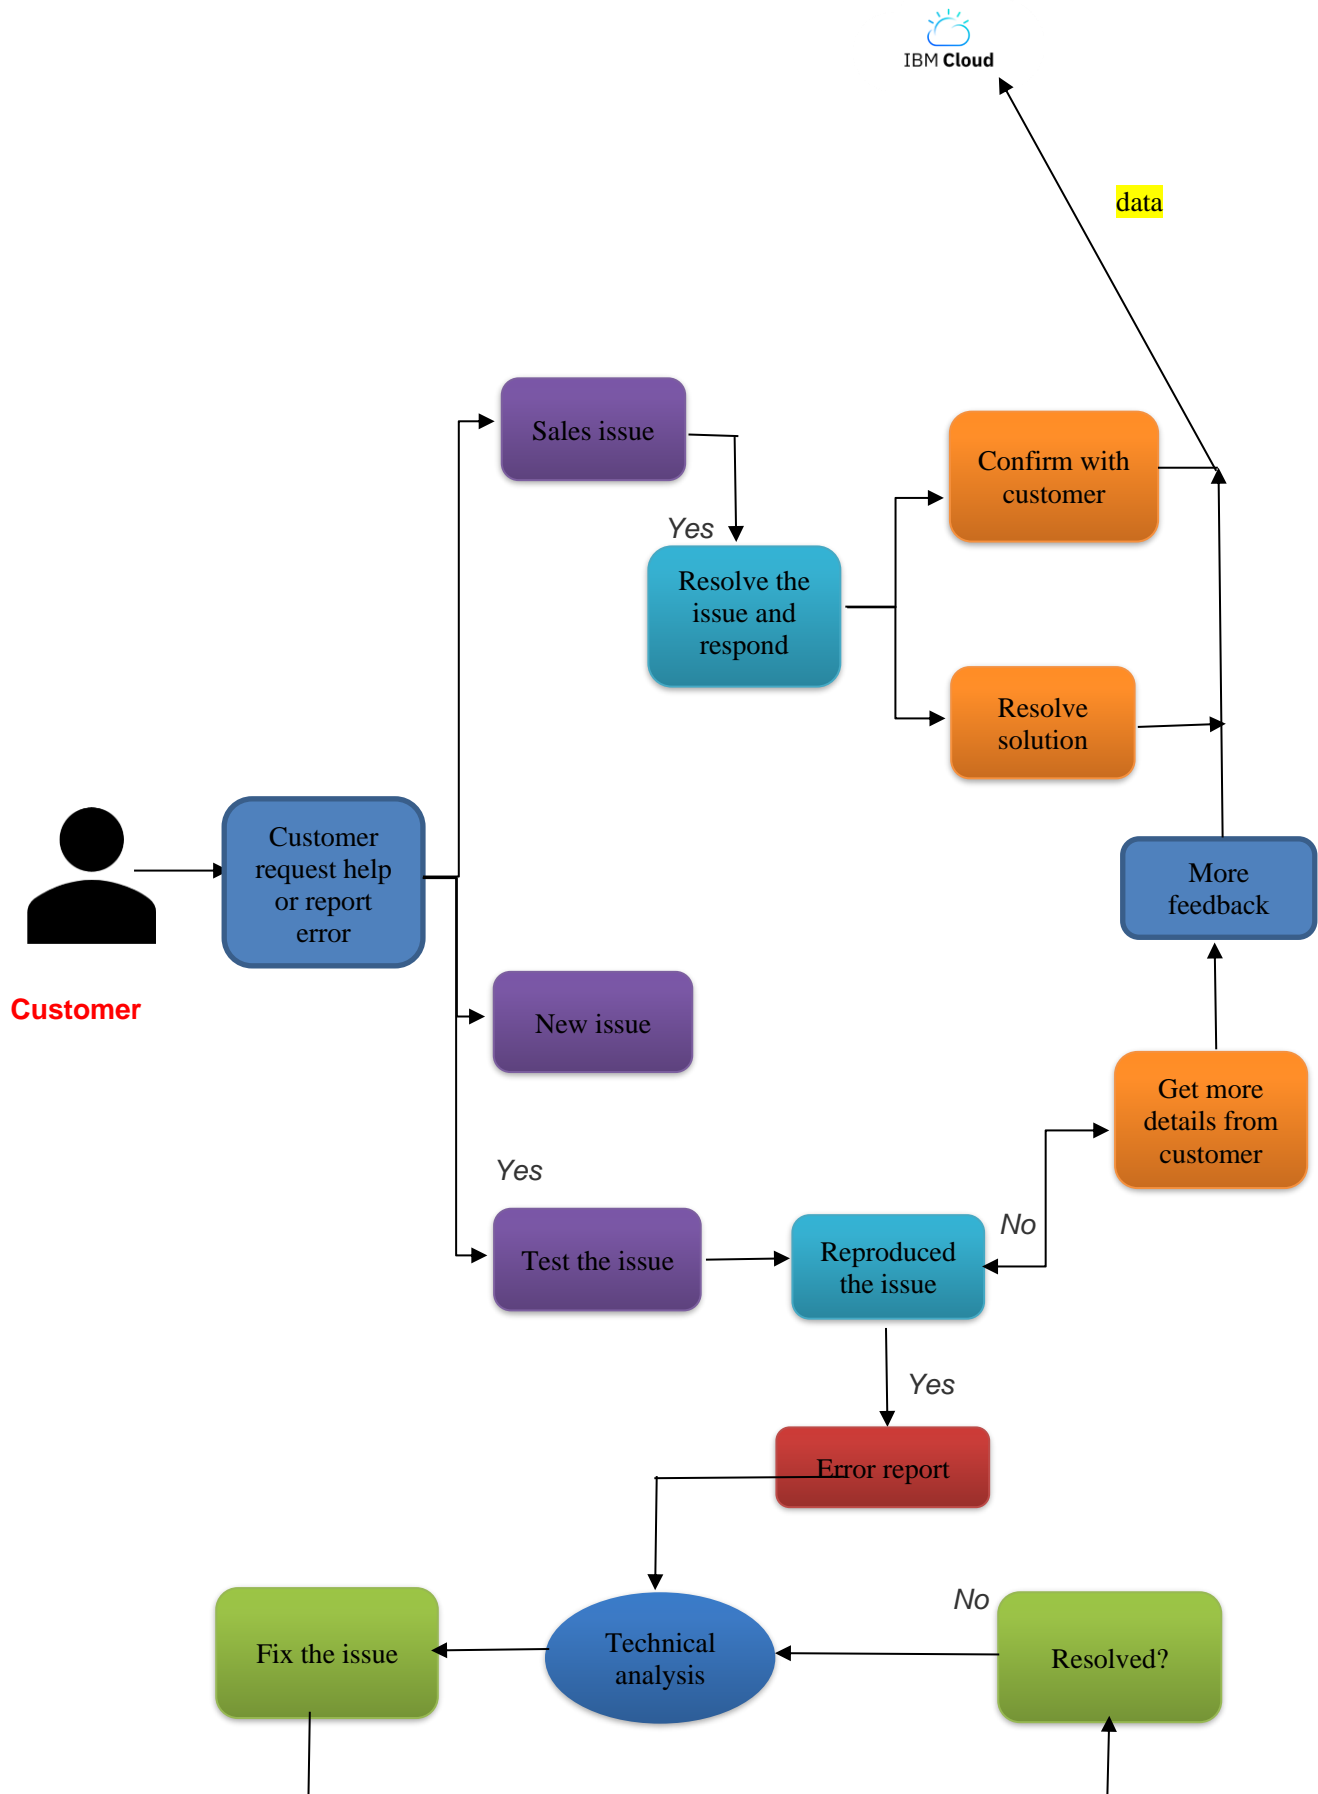 IBM Cloud
data
Sales issue
Confirm with
customer
Yes
Resolve the
issue and
respond
Resolve
solution
Customer
request help
or report
error
More
feedback
Customer
New issue
Get more
details from
customer
Yes
Test the issue
Reproduced
the issue
No
Yes
Error report
Fix the issue
Technical
analysis
No
Resolved?